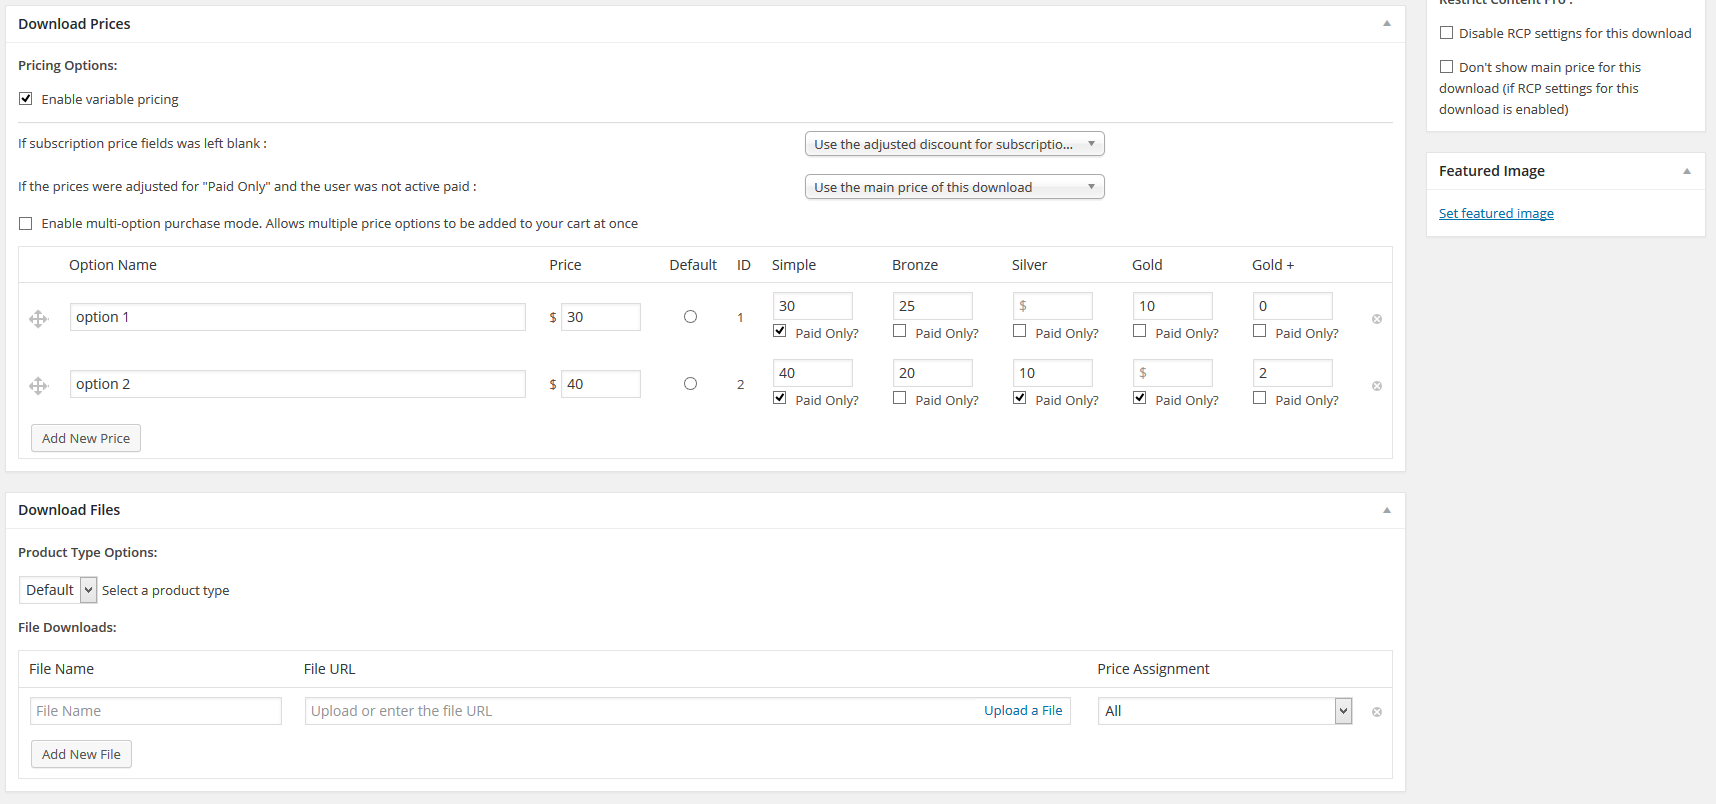 Download Prices
Pricing Options:
Enable variable pricing
If subscription price fields was left blank :
Use the adjusted discount for subscriptio...
If the prices were adjusted for "Paid Only" and the user was not active paid :
Use the main price of this download
Enable multi-option purchase mode. Allows multiple price options to be added to your cart at once
Option Name Price Default ID Simple Bronze Silver Gold Gold +
option 1 $ 30 1 30 25 $ 10 0
Paid Only? Paid Only? Paid Only? Paid Only? Paid Only?
option 2 $ 40 2 40 20 10 $ 2
Paid Only? Paid Only? Paid Only? Paid Only? Paid Only?
Add New Price
Download Files
Product Type Options:
Default Select a product type
File Downloads:
File Name File URL Price Assignment
File Name Upload or enter the file URL Upload a File All
Add New File
Restrict Content Pro :
Disable RCP settigns for this download
Don't show main price for this
download (if RCP settings for this
download is enabled)
Featured Image
Set featured image